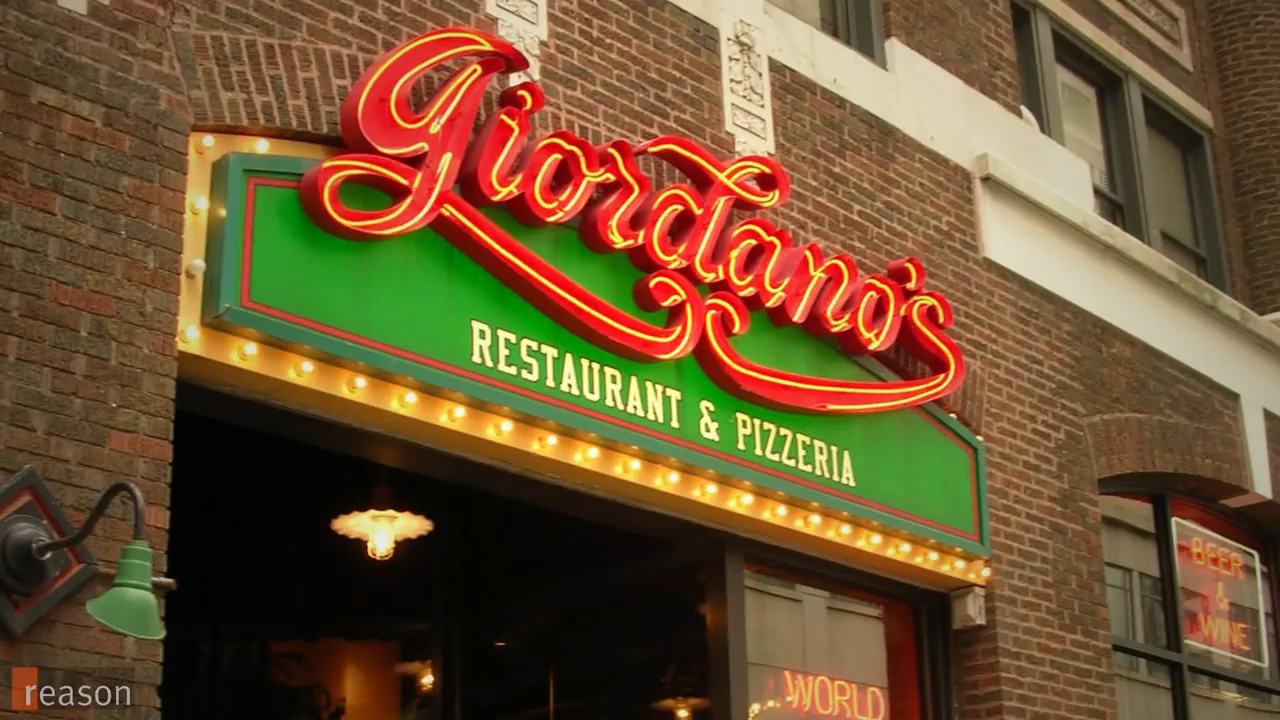 Giordano's
RESTAURANT & PIZZERIA
BEER
&
WINE
WORLD
reason